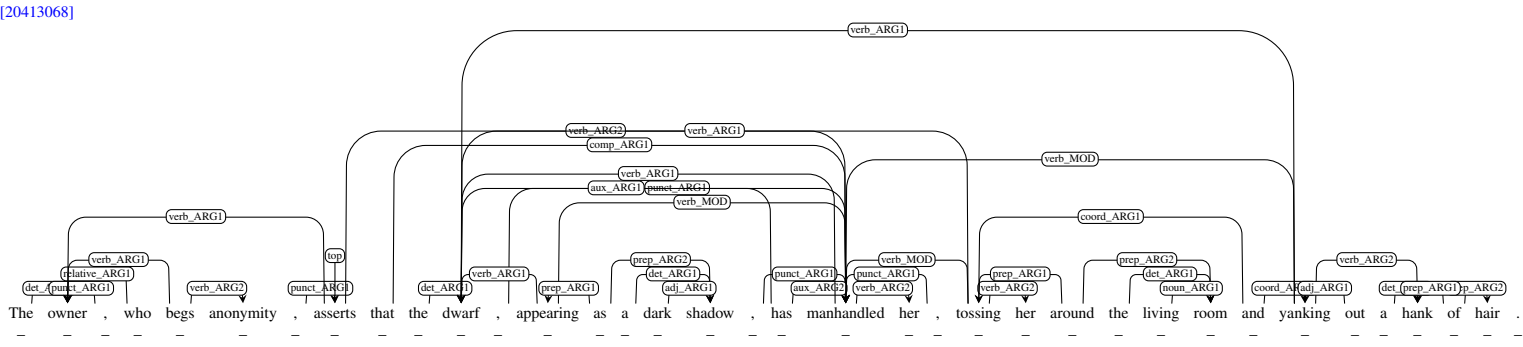 [20413068]
verb_ARG1
verb_ARG2 verb_ARG1
comp_ARG1
verb_MOD
verb_ARG1
aux_ARG1 punct_ARG1
verb_MOD
verb_ARG1 coord_ARG1
top
verb_ARG1 prep_ARG2 verb_MOD prep_ARG2 verb_ARG2
relative_ARG1 verb_ARG1 det_ARG1 punct_ARG1 punct_ARG1 prep_ARG1 det_ARG1
punct_ARG1 verb_ARG2 punct_ARG1 det_ARG1 prep_ARG1 adj_ARG1 aux_ARG2 verb_ARG2 verb_ARG2 noun_ARG1 adj_ARG1 prep_ARG1
The owner , who begs anonymity , asserts that the dwarf , appearing as a dark shadow , has manhandled her , tossing her around the living room and yanking out a hank of hair .
_ _ _ _ _ _ _ _ _ _ _ _ _ _ _ _ _ _ _ _ _ _ _ _ _ _ _ _ _ _ _ _ _ _ _ _